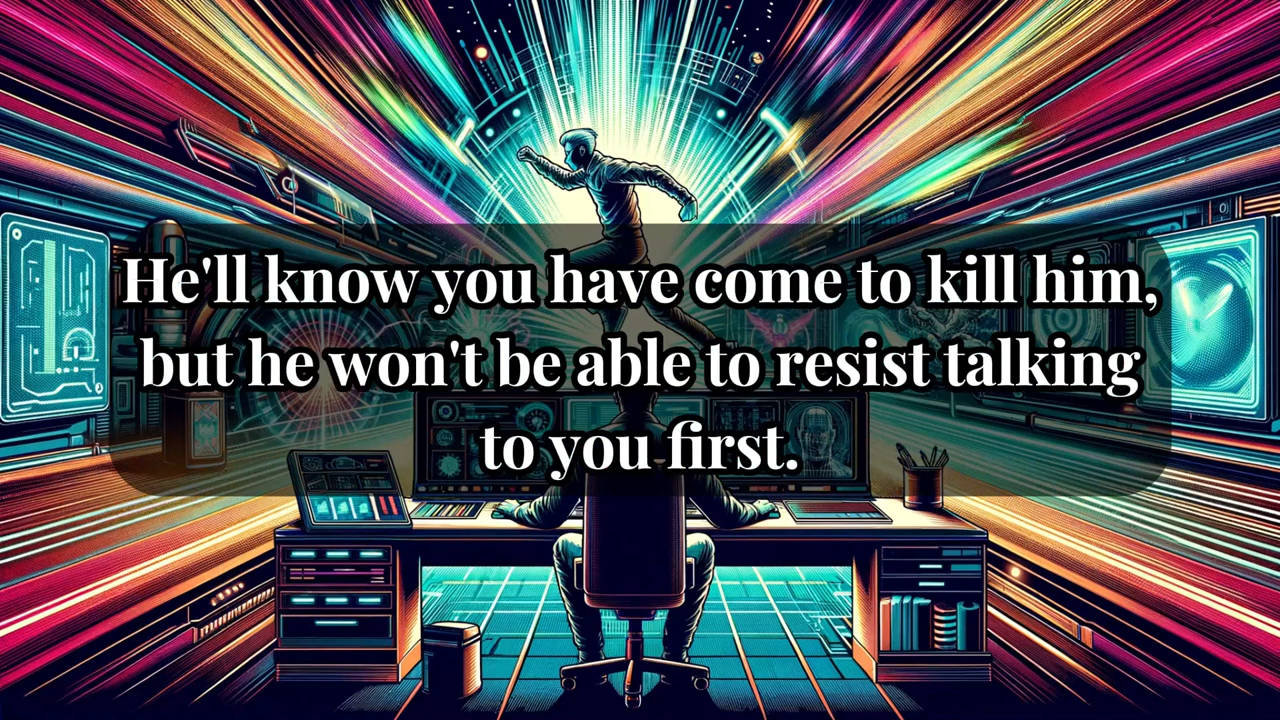 He'll know you have come to kill him,
but he won't be able to resist talking
to you first.